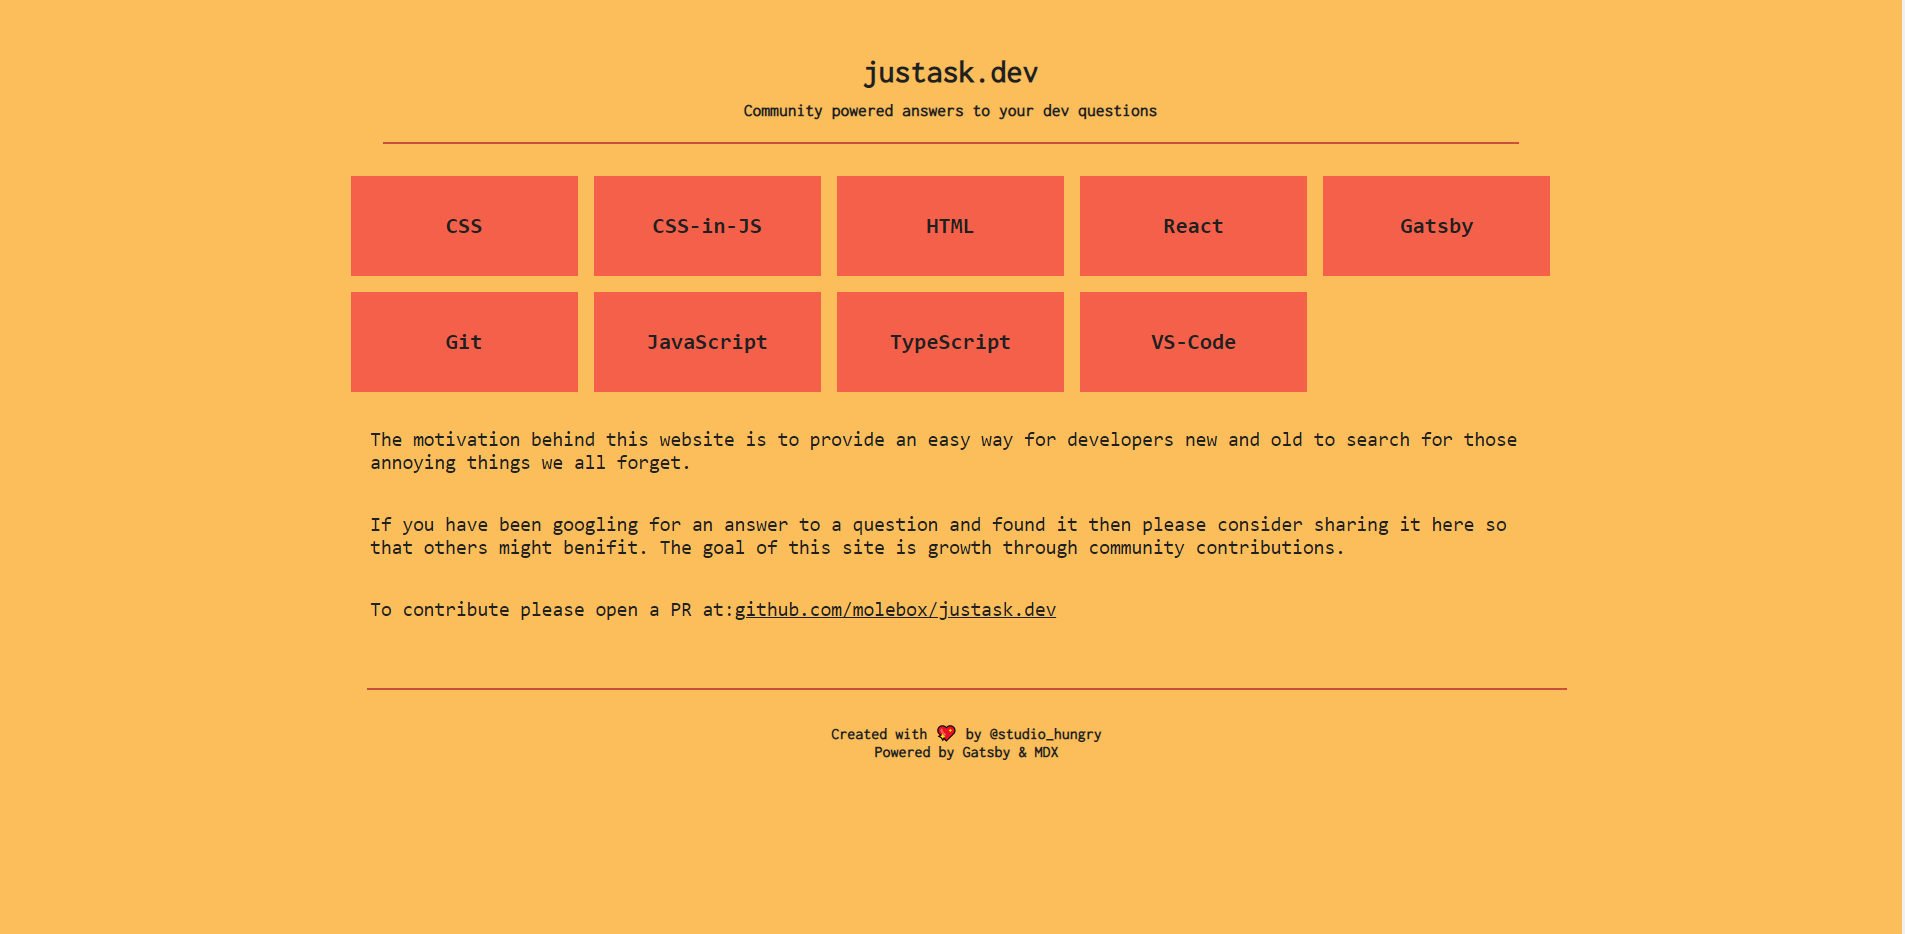 justask.dev
Community powered answers to your dev questions
CSS
CSS-in-JS
HTML
React
Gatsby
Git
JavaScript
TypeScript
VS-Code
The motivation behind this website is to provide an easy way for developers new and old to search for those
annoying things we all forget.
If you have been googling for an answer to a question and found it then please consider sharing it here so
that others might benifit. The goal of this site is growth through community contributions.
To contribute please open a PR at:github.com/molebox/justask.dev
Created with 💖 by @studio_hungry
Powered by Gatsby & MDX